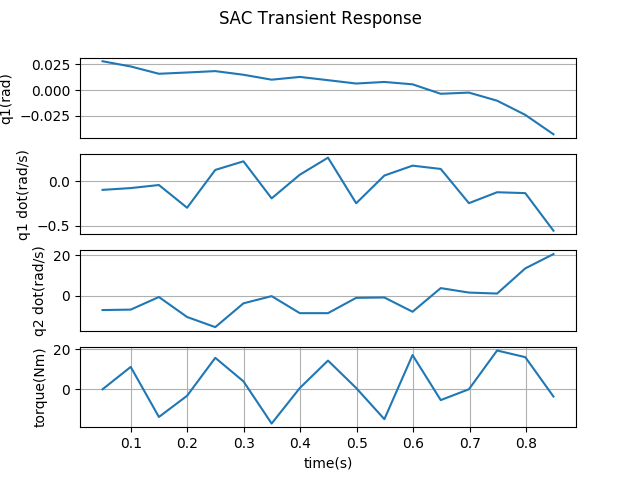 SAC Transient Response
q1(rad)
0.025
0.000
−0.025
q1 dot(rad/s)
0.0
−0.5
q2 dot(rad/s)
20
0
torque(Nm)
20
0
0.1 0.2 0.3 0.4 0.5 0.6 0.7 0.8
time(s)